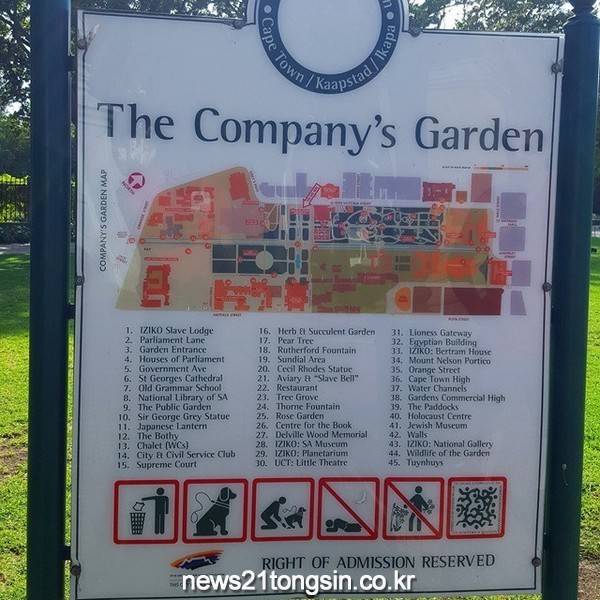 Cape Town / Kaapstad / Ikapa
The Company's Garden
COMPANY'S GARDEN MAP
NORTH
1. IZIKO Slave Lodge
2. Parliament Lane
3. Garden Entrance
4. Houses of Parliament
5. Government Ave
6. St Georges Cathedral
7. Old Grammar School
8. National Library of SA
9. The Public Garden
10. Sir George Grey Statue
11. Japanese Lantern
12. The Bothy
13. Chalet (WCs)
14. City & Civil Service Club
15. Supreme Court
16. Herb & Succulent Garden
17. Pear Tree
18. Rutherford Fountain
19. Sundial Area
20. Cecil Rhodes Statue
21. Aviary & "Slave Bell"
22. Restaurant
23. Tree Grove
24. Thorne Fountain
25. Rose Garden
26. Centre for the Book
27. Delville Wood Memorial
28. IZIKO: SA Museum
29. IZIKO: Planetarium
30. UCT: Little Theatre
31. Lioness Gateway
32. Egyptian Building
33. IZIKO: Bertram House
34. Mount Nelson Portico
35. Orange Street
36. Cape Town High
37. Water Channels
38. Gardens Commercial High
39. The Paddocks
40. Holocaust Centre
41. Jewish Museum
42. Walls
43. IZIKO: National Gallery
44. Wildlife of the Garden
45. Tuynhuys
RIGHT OF ADMISSION RESERVED
news21tongsin.co.kr